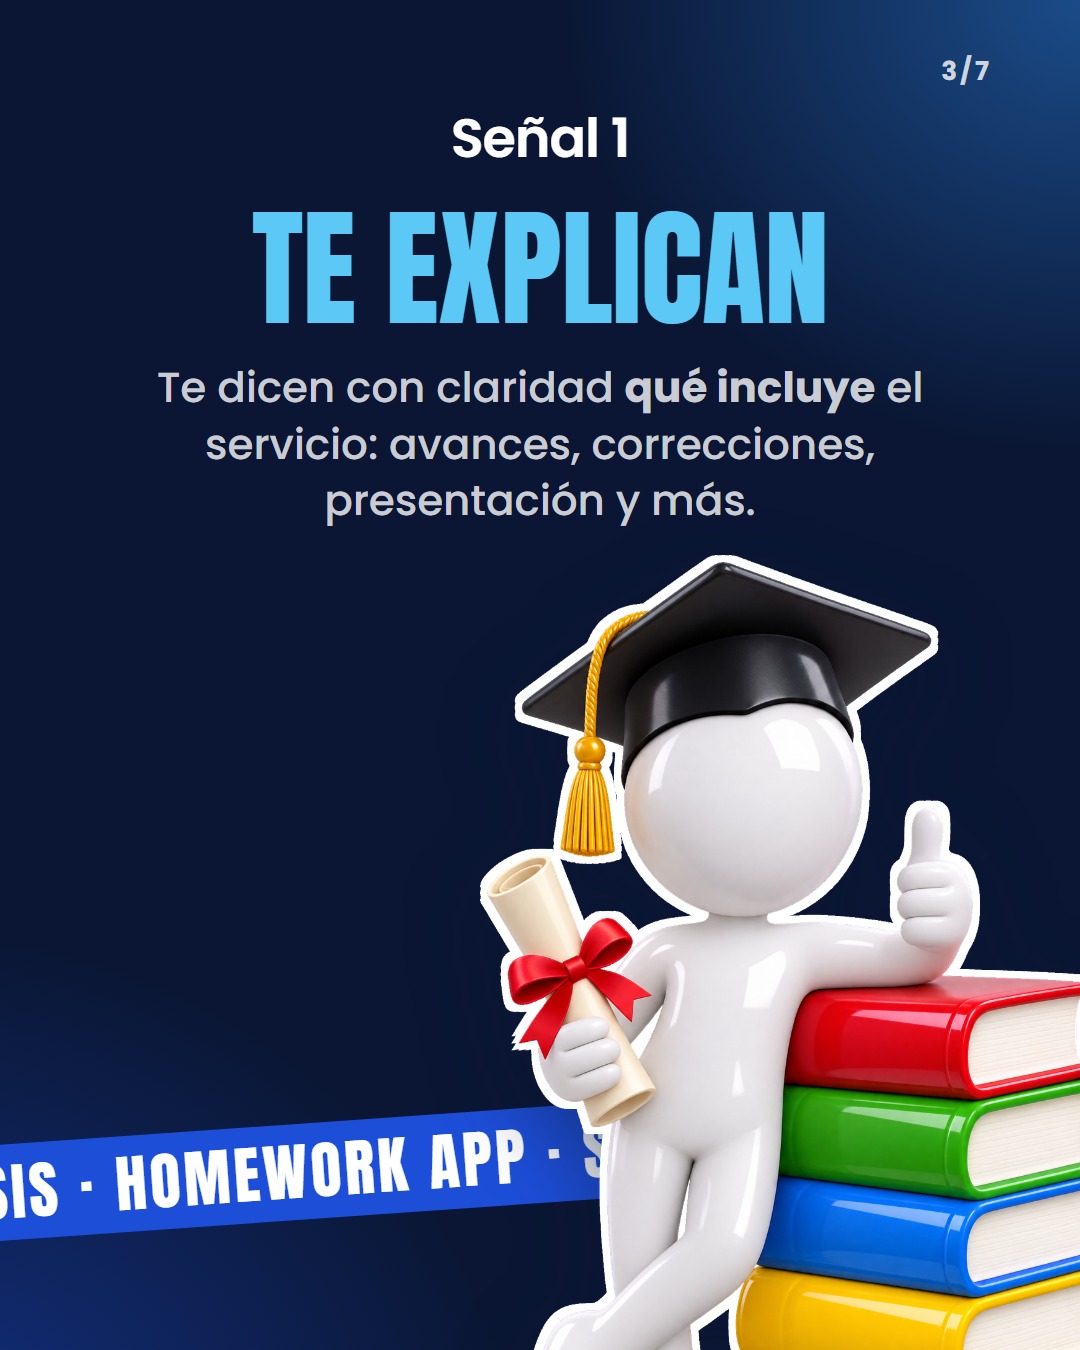 3/7
Señal 1
TE EXPLICAN
Te dicen con claridad qué incluye el
servicio: avances, correcciones,
presentación y más.
SIS · HOMEWORK APP · S